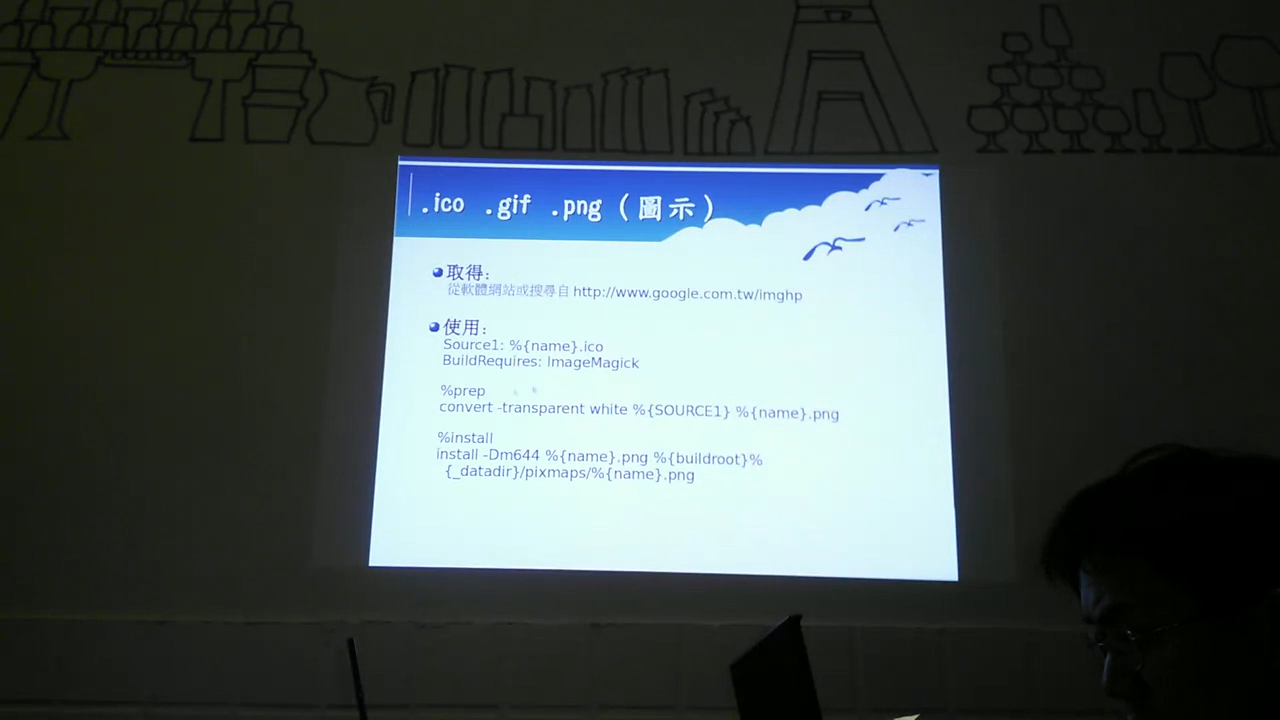 .ico .gif .png (圖示)
取得:
從軟體網站或搜尋自 http://www.google.com.tw/imghp
使用:
Source1: %{name}.ico
BuildRequires: ImageMagick
%prep
convert -transparent white %{SOURCE1} %{name}.png
%install
install -Dm644 %{name}.png %{buildroot}%
{_datadir}/pixmaps/%{name}.png